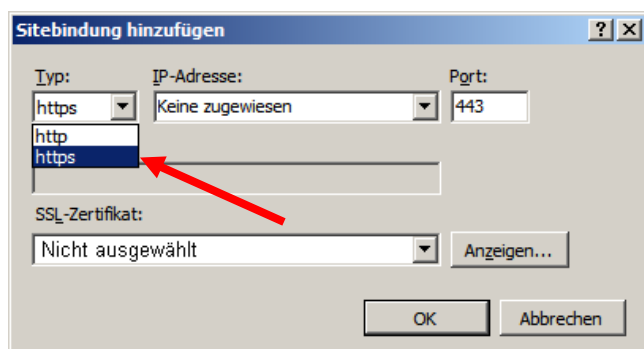 Sitebindung hinzufügen
Typ: IP-Adresse: Port:
https Keine zugewiesen 443
http
https
SSL-Zertifikat:
Nicht ausgewählt Anzeigen...
OK Abbrechen